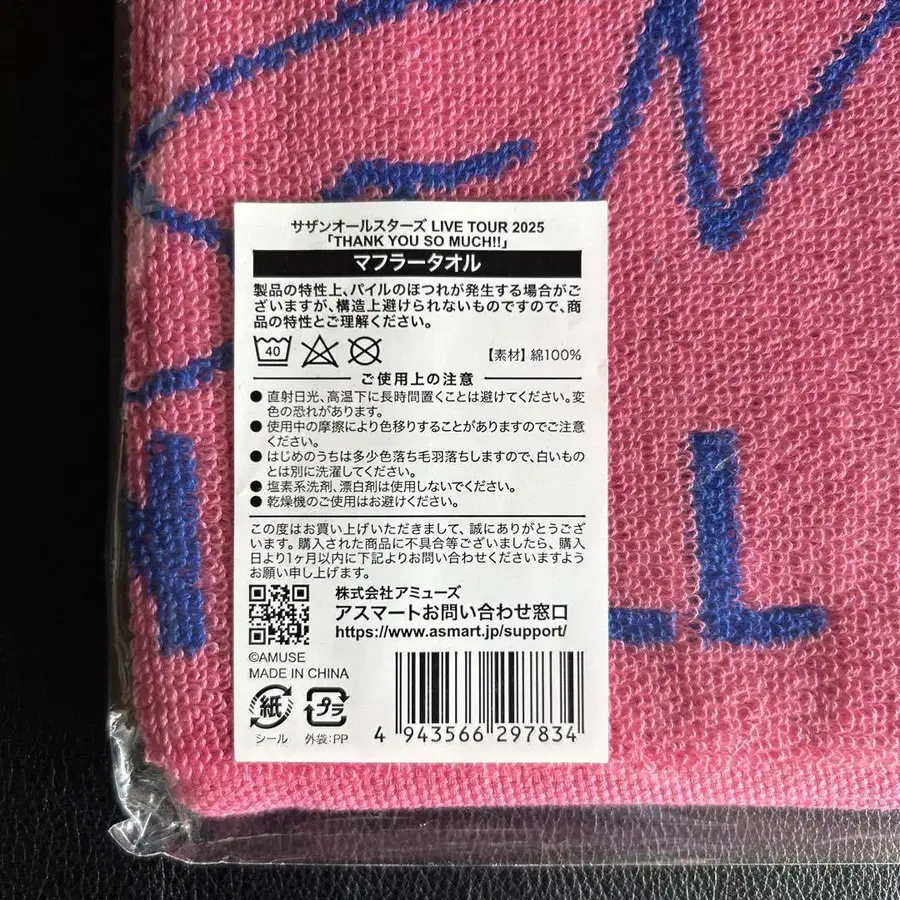 サザンオールスターズ LIVE TOUR 2025
「THANK YOU SO MUCH!!」
マフラータオル
製品の特性上、パイルのほつれが発生する場合がご
ざいますが、構造上避けられないものですので、商
品の特性とご理解ください。
40
【素材】綿100%
ご使用上の注意
● 直射日光、高温下に長時間置くことは避けてください。変
色の恐れがあります。
● 使用中の摩擦により色移りすることがありますのでご注意
ください。
● はじめのうちは多少色落ち毛羽落ちしますので、白いもの
とは別に洗濯してください。
● 塩素系洗剤、漂白剤は使用しないでください。
● 乾燥機のご使用はお避けください。
この度はお買い上げいただきまして、誠にありがとうござ
います。購入された商品に不具合等ございましたら、購入
日より1ヶ月以内に下記よりお問い合わせくださいますよう
お願い申し上げます。
株式会社アミューズ
アスマートお問い合わせ窓口
https://www.asmart.jp/support/
©AMUSE
MADE IN CHINA
紙
シール
プラ
外袋:PP
4 943566 297834